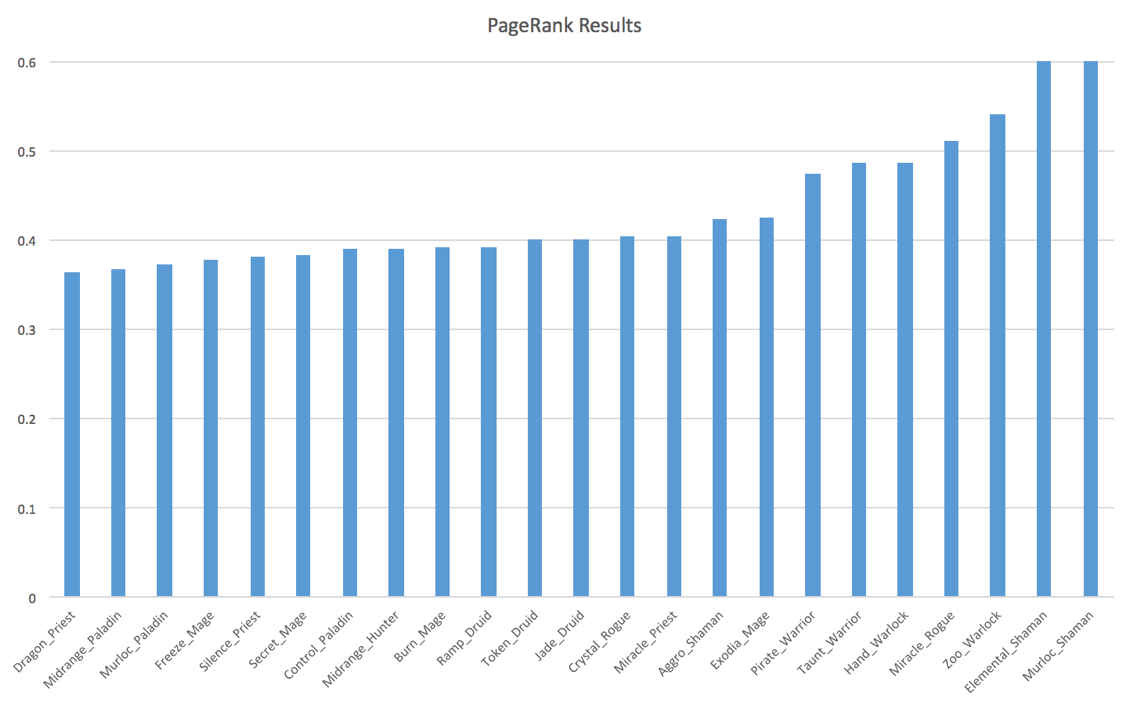 PageRank Results
0.6
0.5
0.4
0.3
0.2
0.1
0
Dragon_Priest
Midrange_Paladin
Murloc_Paladin
Freeze_Mage
Silence_Priest
Secret_Mage
Control_Paladin
Midrange_Hunter
Burn_Mage
Ramp_Druid
Token_Druid
Jade_Druid
Crystal_Rogue
Miracle_Priest
Aggro_Shaman
Exodia_Mage
Pirate_Warrior
Taunt_Warrior
Hand_Warlock
Miracle_Rogue
Zoo_Warlock
Elemental_Shaman
Murloc_Shaman